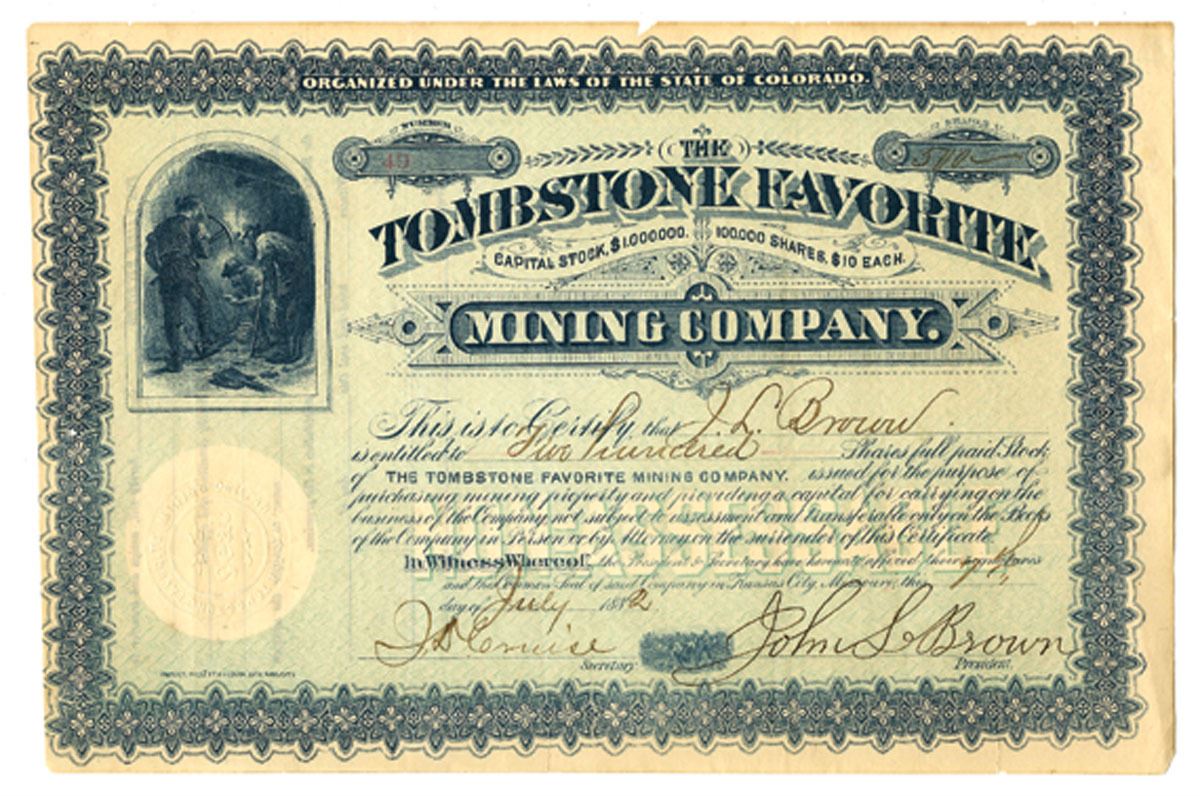 ORGANIZED UNDER THE LAWS OF THE STATE OF COLORADO.
NUMBER
49
THE
SHARES
500
TOMBSTONE FAVORITE
CAPITAL STOCK, $1,000000. 100.000 SHARES, $10 EACH.
MINING COMPANY.
This is to Certify that J. L. Brown.
is entitled to Five hundred Shares full paid Stock
of THE TOMBSTONE FAVORITE MINING COMPANY. issued for the purpose of
purchasing mining property and providing a capital for carrying on the
business of the Company, not subject to assessment and transferable only on the Books
of the Company in Person or by Attorney on the surrender of this Certificate
In Witness Whereof, the President & Secretary have hereunto affixed their names
and the Common Seal of said Company in Kansas City, Missouri, this
day of July 1882
NON-ASSESSABLE
Secretary
John S Brown
President.